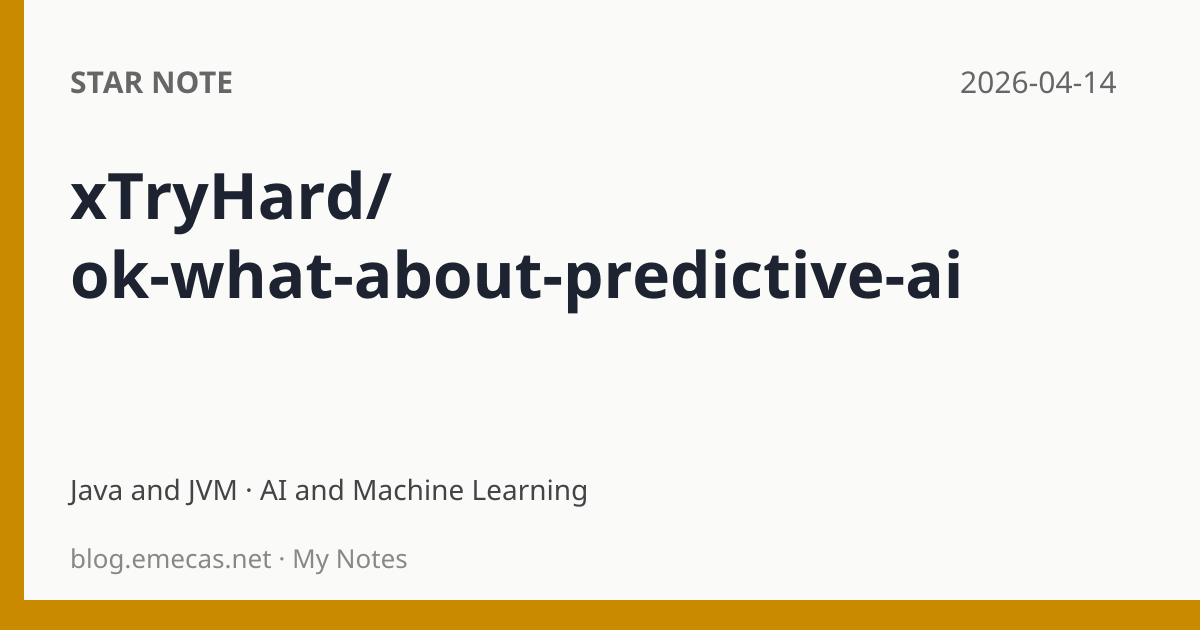 STAR NOTE
2026-04-14
xTryHard/
ok-what-about-predictive-ai
Java and JVM · AI and Machine Learning
blog.emecas.net · My Notes